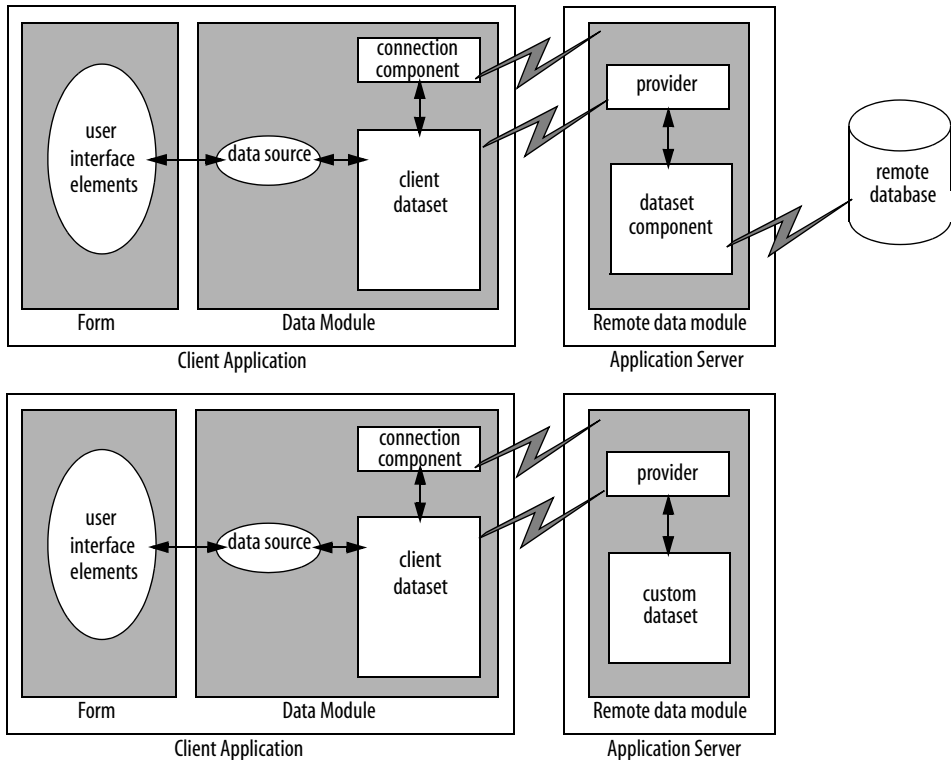 connection
component
user
interface
elements
data source
client
dataset
provider
dataset
component
remote
database
Form
Data Module
Remote data module
Client Application
Application Server
connection
component
user
interface
elements
data source
client
dataset
provider
custom
dataset
Form
Data Module
Remote data module
Client Application
Application Server